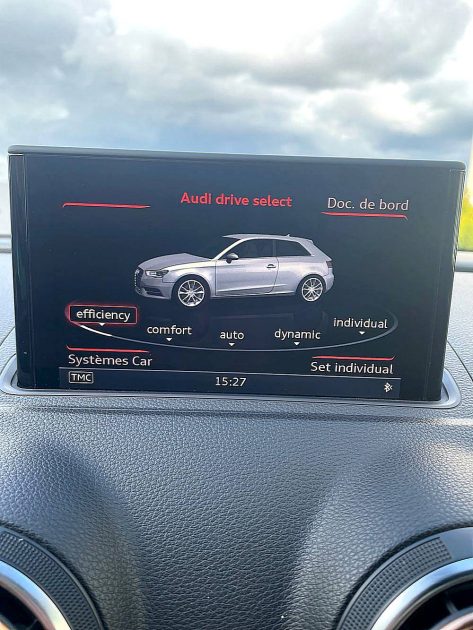 Audi drive select
Doc. de bord
efficiency
comfort
auto
dynamic
individual
Systèmes Car
Set individual
TMC
15:27